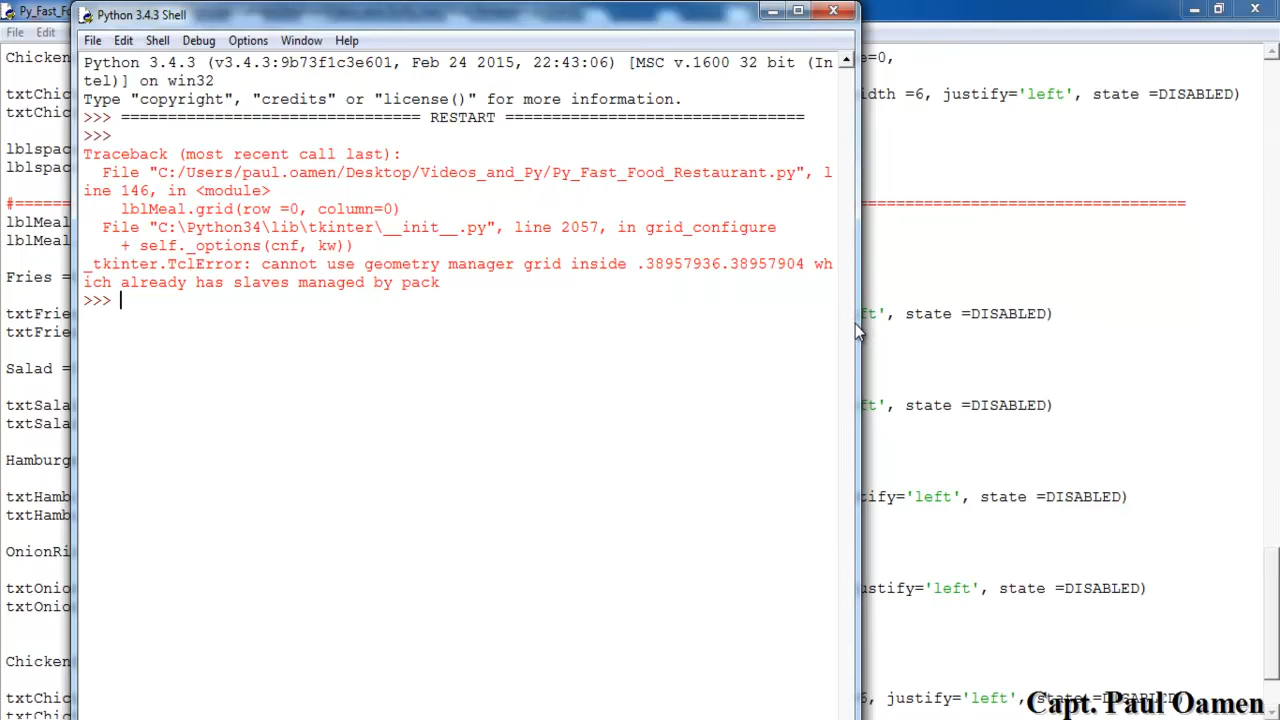 Py_Fast_Fo
Python 3.4.3 Shell
File Edit
File Edit Shell Debug Options Window Help
Python 3.4.3 (v3.4.3:9b73f1c3e601, Feb 24 2015, 22:43:06) [MSC v.1600 32 bit (In
tel)] on win32
Type "copyright", "credits" or "license()" for more information.
>>> ================================ RESTART ================================
>>>
Traceback (most recent call last):
  File "C:/Users/paul.oamen/Desktop/Videos_and_Py/Py_Fast_Food_Restaurant.py", l
ine 146, in <module>
    lblMeal.grid(row =0, column=0)
  File "C:\Python34\lib\tkinter\__init__.py", line 2057, in grid_configure
    + self._options(cnf, kw))
_tkinter.TclError: cannot use geometry manager grid inside .38957936.38957904 wh
ich already has slaves managed by pack
>>>
Chicken e=0,
txtChic idth =6, justify='left', state =DISABLED)
txtChic
lblspac
lblspac
#======
lblMeal
lblMeal
Fries =
txtFrie ft', state =DISABLED)
txtFrie
Salad =
txtSala ft', state =DISABLED)
txtSala
Hamburg
txtHamb ify='left', state =DISABLED)
txtHamb
OnionRi
txtOnio ustify='left', state =DISABLED)
txtOnio
Chicken
txtChic 6, justify='left', state =DISABLED)
txtChic
Capt. Paul Oamen